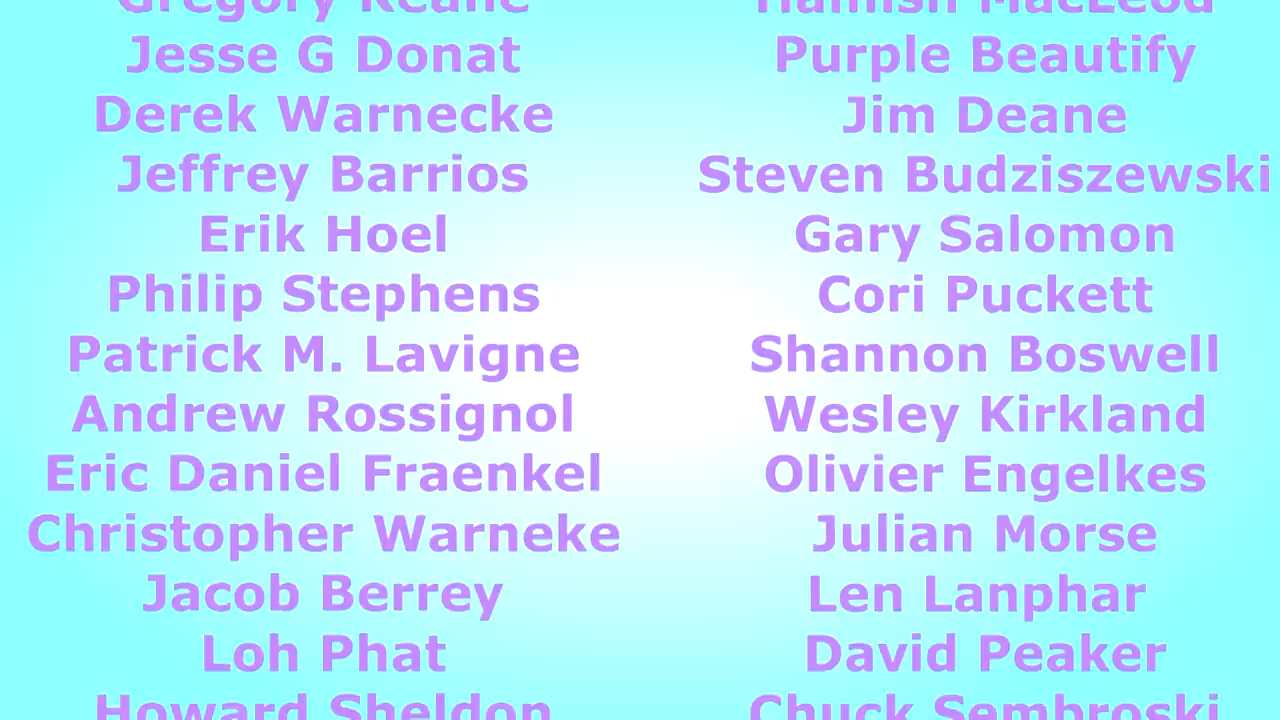 Gregory Keane
Jesse G Donat
Derek Warnecke
Jeffrey Barrios
Erik Hoel
Philip Stephens
Patrick M. Lavigne
Andrew Rossignol
Eric Daniel Fraenkel
Christopher Warneke
Jacob Berrey
Loh Phat
Howard Sheldon
Hamish MacLeod
Purple Beautify
Jim Deane
Steven Budziszewski
Gary Salomon
Cori Puckett
Shannon Boswell
Wesley Kirkland
Olivier Engelkes
Julian Morse
Len Lanphar
David Peaker
Chuck Sembroski